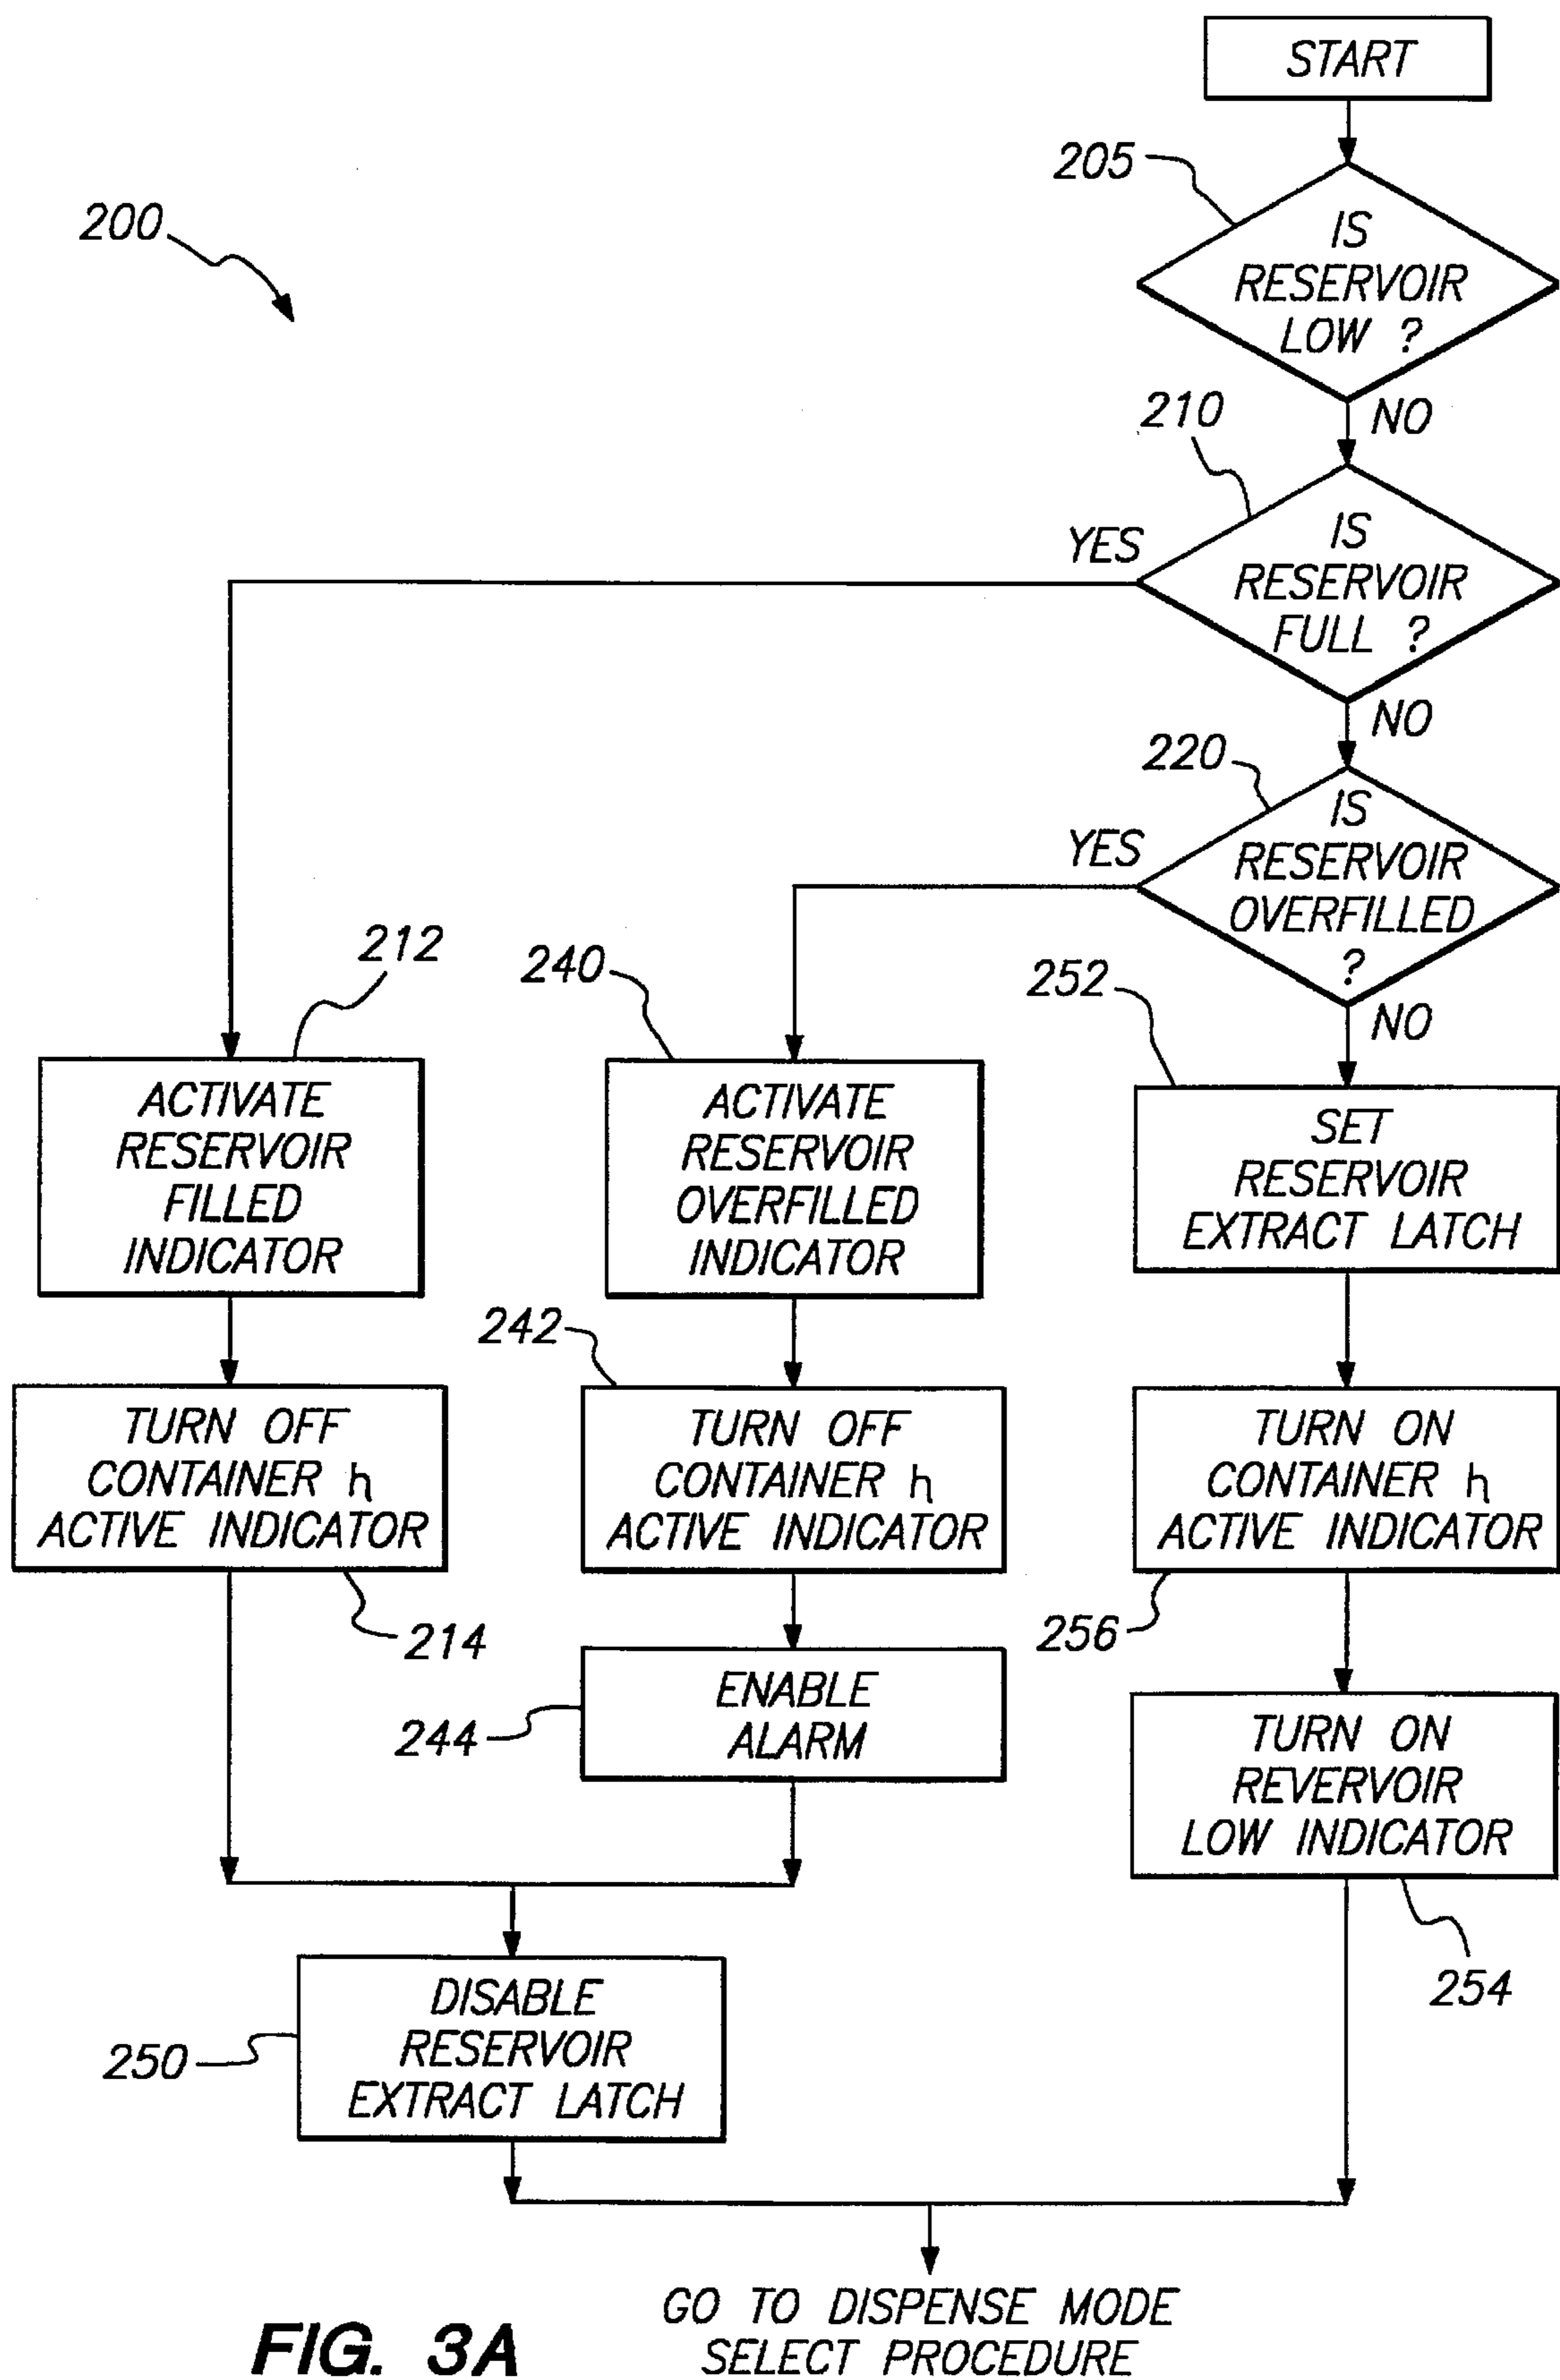 START
205
200
IS
RESERVOIR
LOW ?
NO
210
YES
IS
RESERVOIR
FULL ?
NO
220
YES
IS
RESERVOIR
OVERFILLED
?
NO
212
240
252
ACTIVATE
RESERVOIR
FILLED
INDICATOR
ACTIVATE
RESERVOIR
OVERFILLED
INDICATOR
SET
RESERVOIR
EXTRACT LATCH
242
TURN OFF
CONTAINER η
ACTIVE INDICATOR
TURN OFF
CONTAINER η
ACTIVE INDICATOR
TURN ON
CONTAINER η
ACTIVE INDICATOR
214
256
ENABLE
ALARM
244
TURN ON
REVERVOIR
LOW INDICATOR
254
DISABLE
RESERVOIR
EXTRACT LATCH
250
GO TO DISPENSE MODE
SELECT PROCEDURE
FIG. 3A